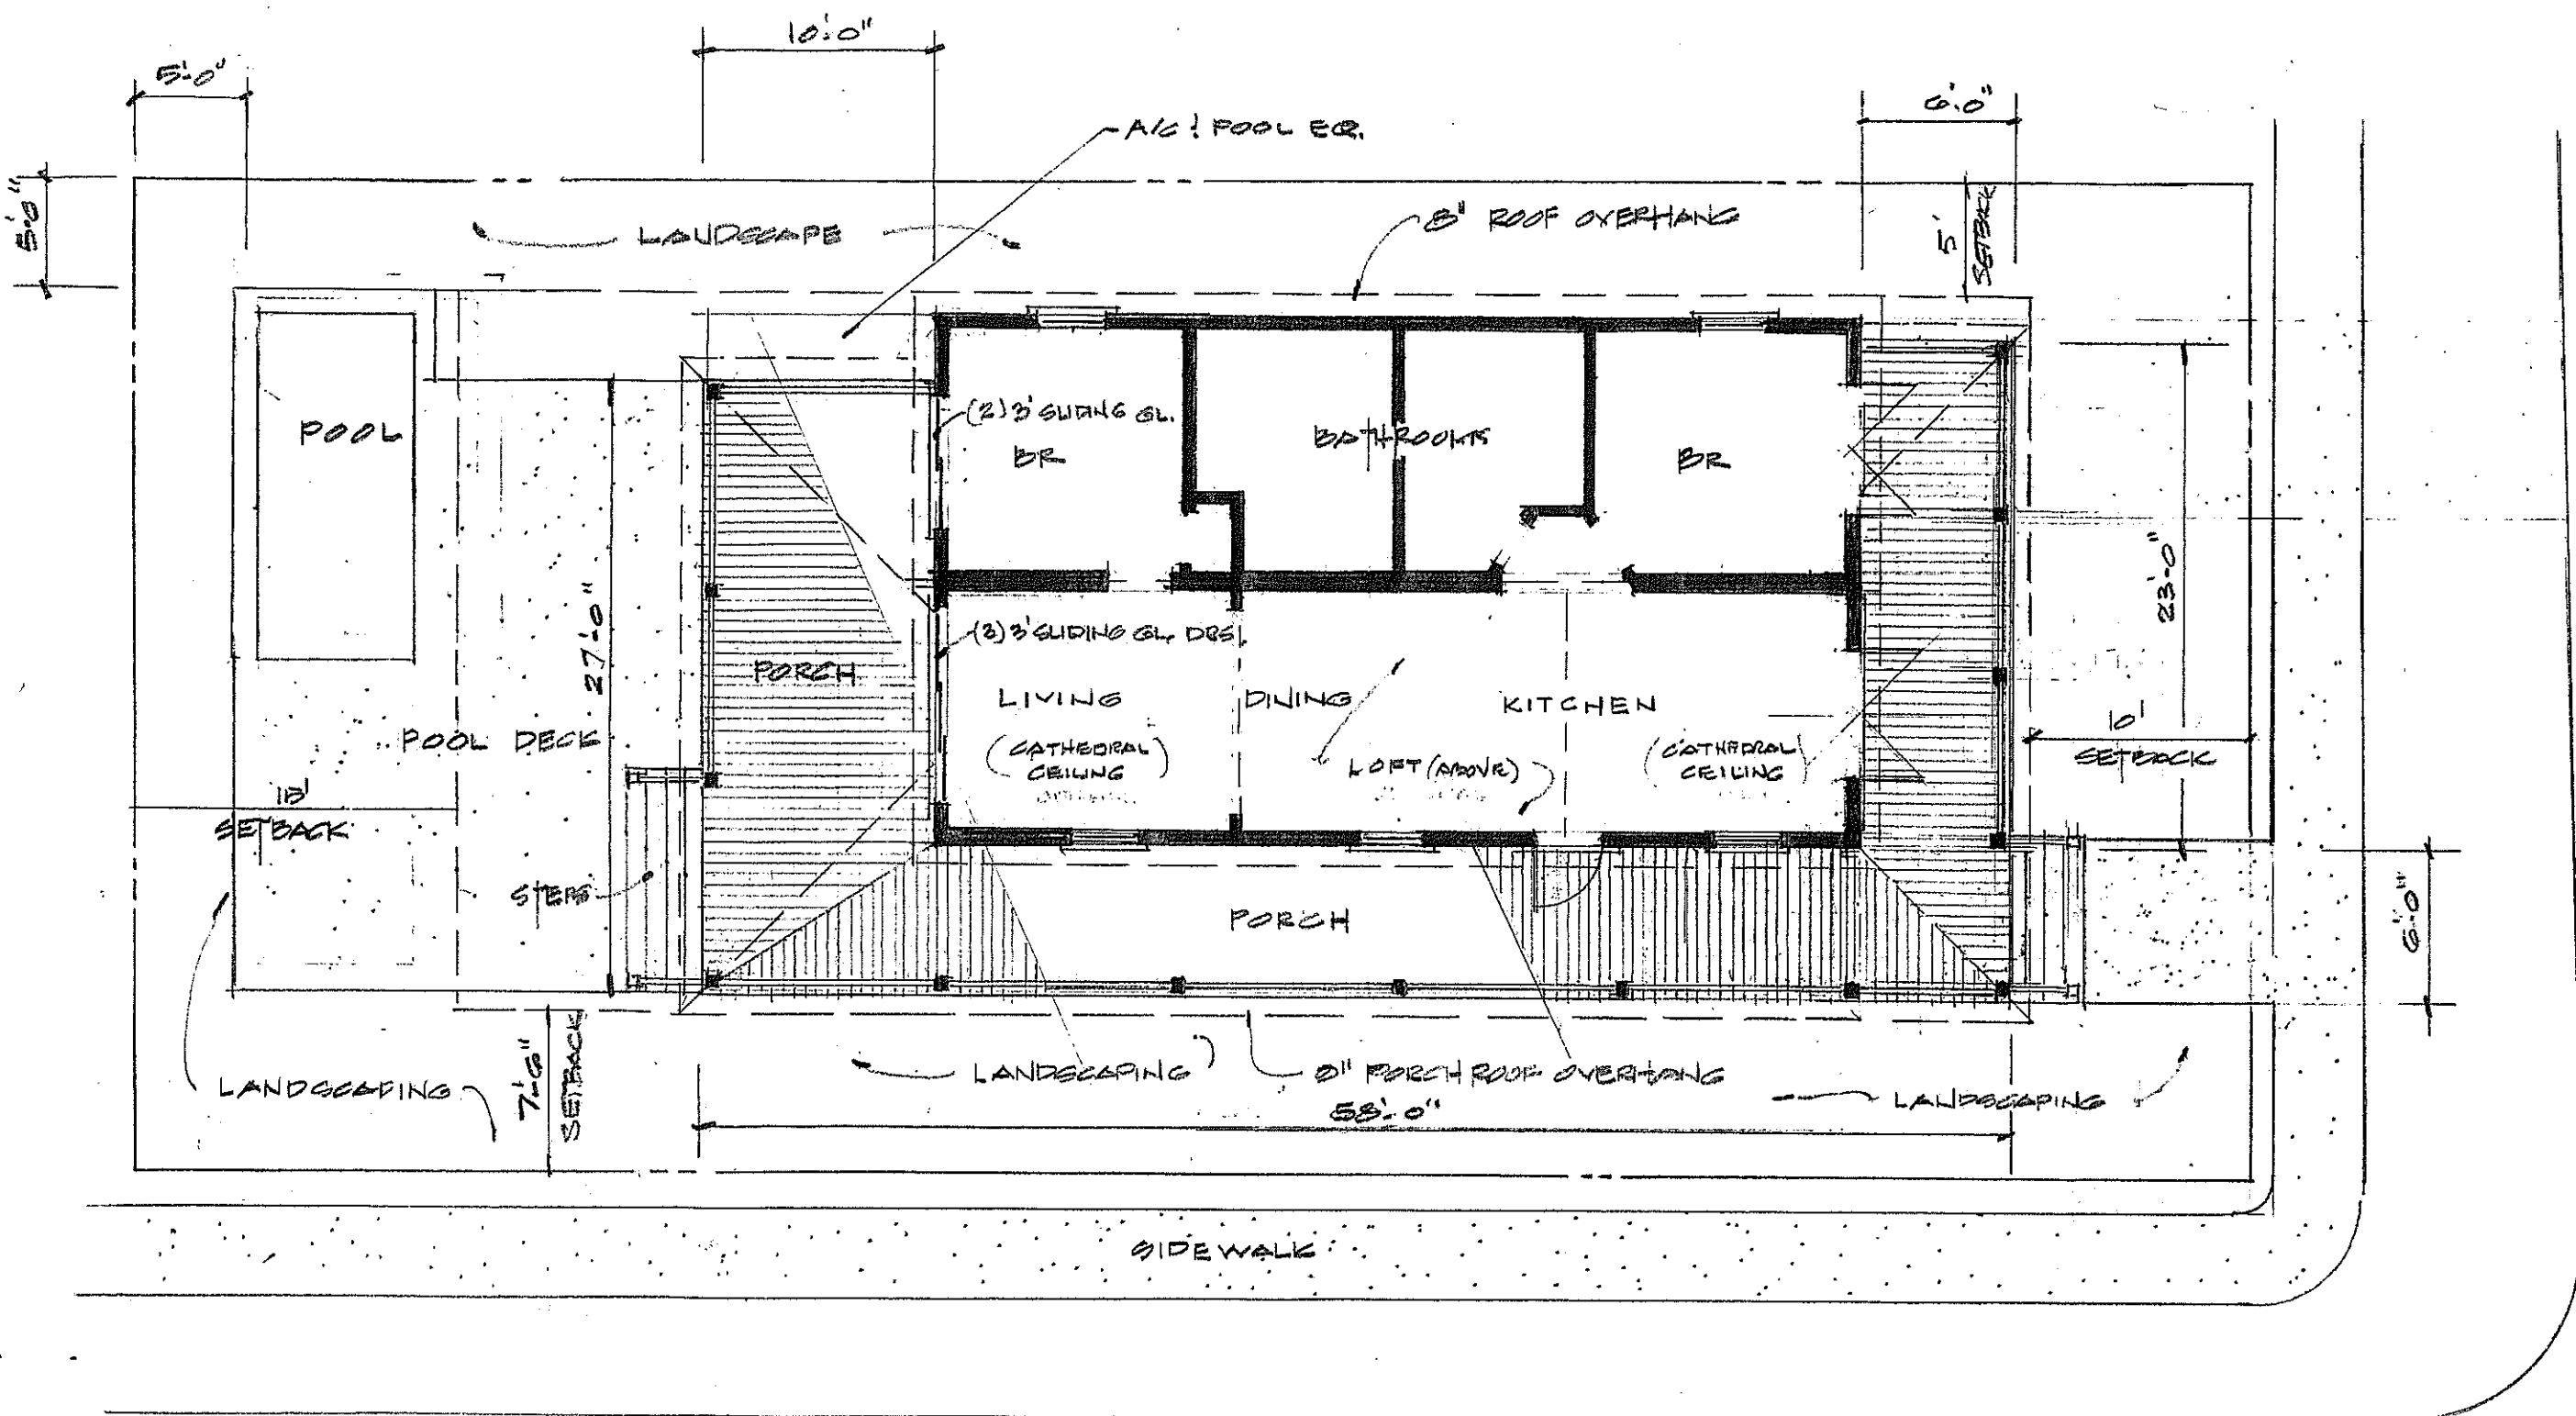 10'-0"
5'-0"
6'-0"
A/C & POOL EQ.
5'-0"
LANDSCAPE
8" ROOF OVERHANG
5'
SETBACK
POOL
(2) 3' SLIDING GL.
BR
BATHROOMS
BR
27'-0"
23'-0"
(3) 3' SLIDING GL. DRS.
PORCH
LIVING
DINING
KITCHEN
POOL DECK
(CATHEDRAL
CEILING)
LOFT (ABOVE)
(CATHEDRAL
CEILING)
10'
SETBACK
SETBACK
STEPS
PORCH
6'-0"
7'-6"
SETBACK
LANDSCAPING
LANDSCAPING
8" PORCH ROOF OVERHANG
LANDSCAPING
58'-0"
SIDEWALK